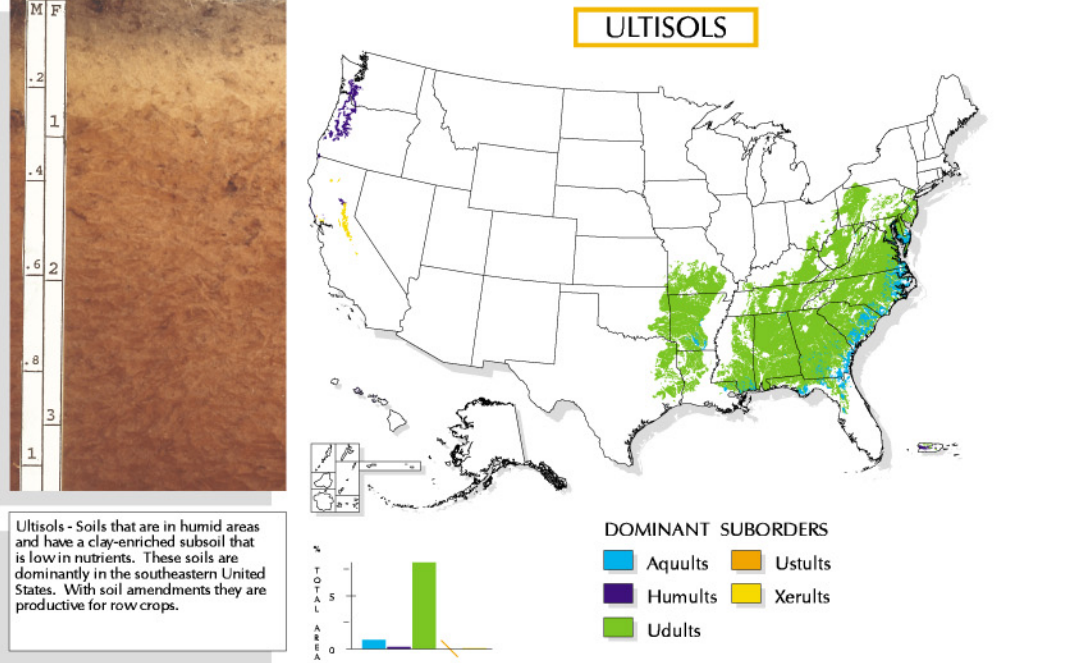 ULTISOLS
M F
.2
1
.4
.6
2
.8
3
1
Ultisols - Soils that are in humid areas
and have a clay-enriched subsoil that
is low in nutrients. These soils are
dominantly in the southeastern United
States. With soil amendments they are
productive for row crops.
% TOTAL AREA
5
0
DOMINANT SUBORDERS
Aquults
Ustults
Humults
Xerults
Udults